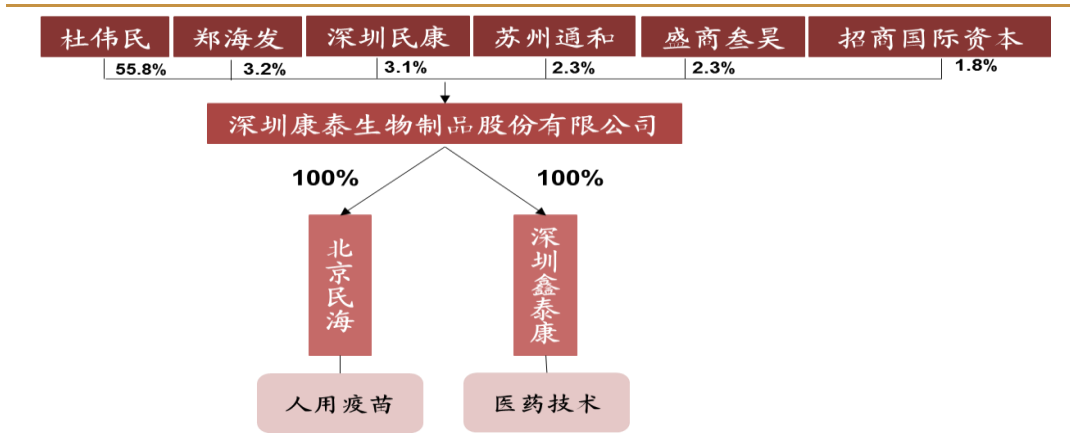 杜伟民
郑海发
深圳民康
苏州通和
盛商叁昊
招商国际资本
55.8%
3.2%
3.1%
2.3%
2.3%
1.8%
深圳康泰生物制品股份有限公司
100%
100%
北京民海
深圳鑫泰康
人用疫苗
医药技术